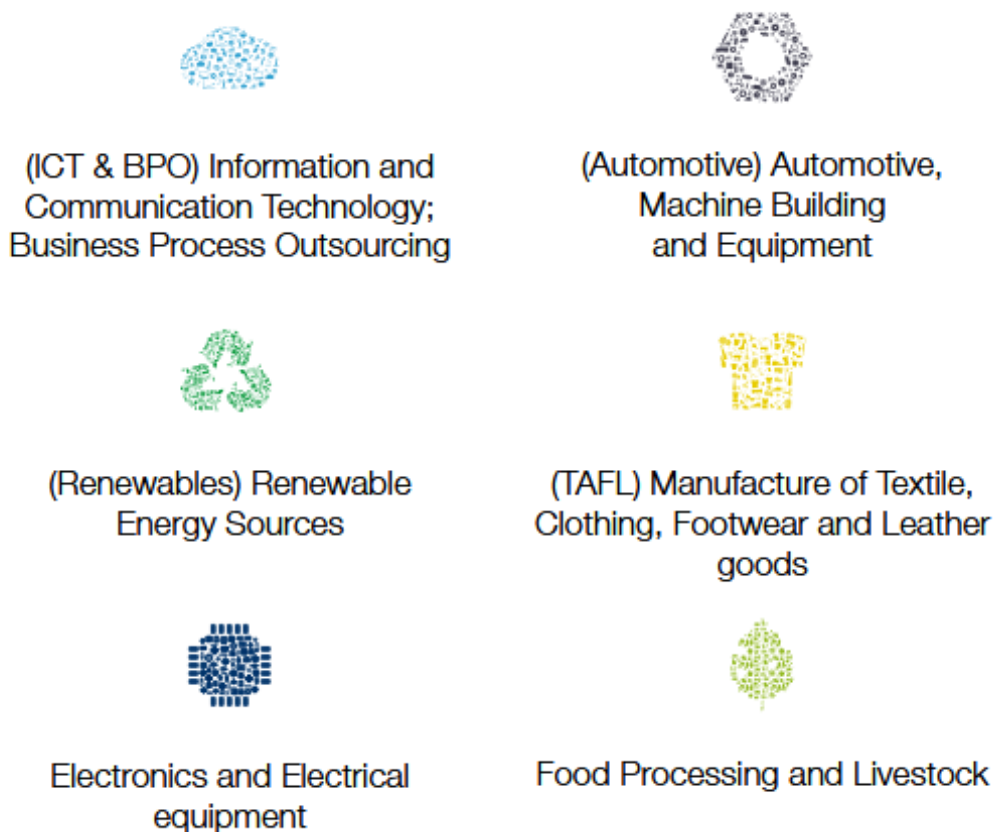 (ICT & BPO) Information and
Communication Technology;
Business Process Outsourcing
(Automotive) Automotive,
Machine Building
and Equipment
(Renewables) Renewable
Energy Sources
(TAFL) Manufacture of Textile,
Clothing, Footwear and Leather
goods
Electronics and Electrical
equipment
Food Processing and Livestock